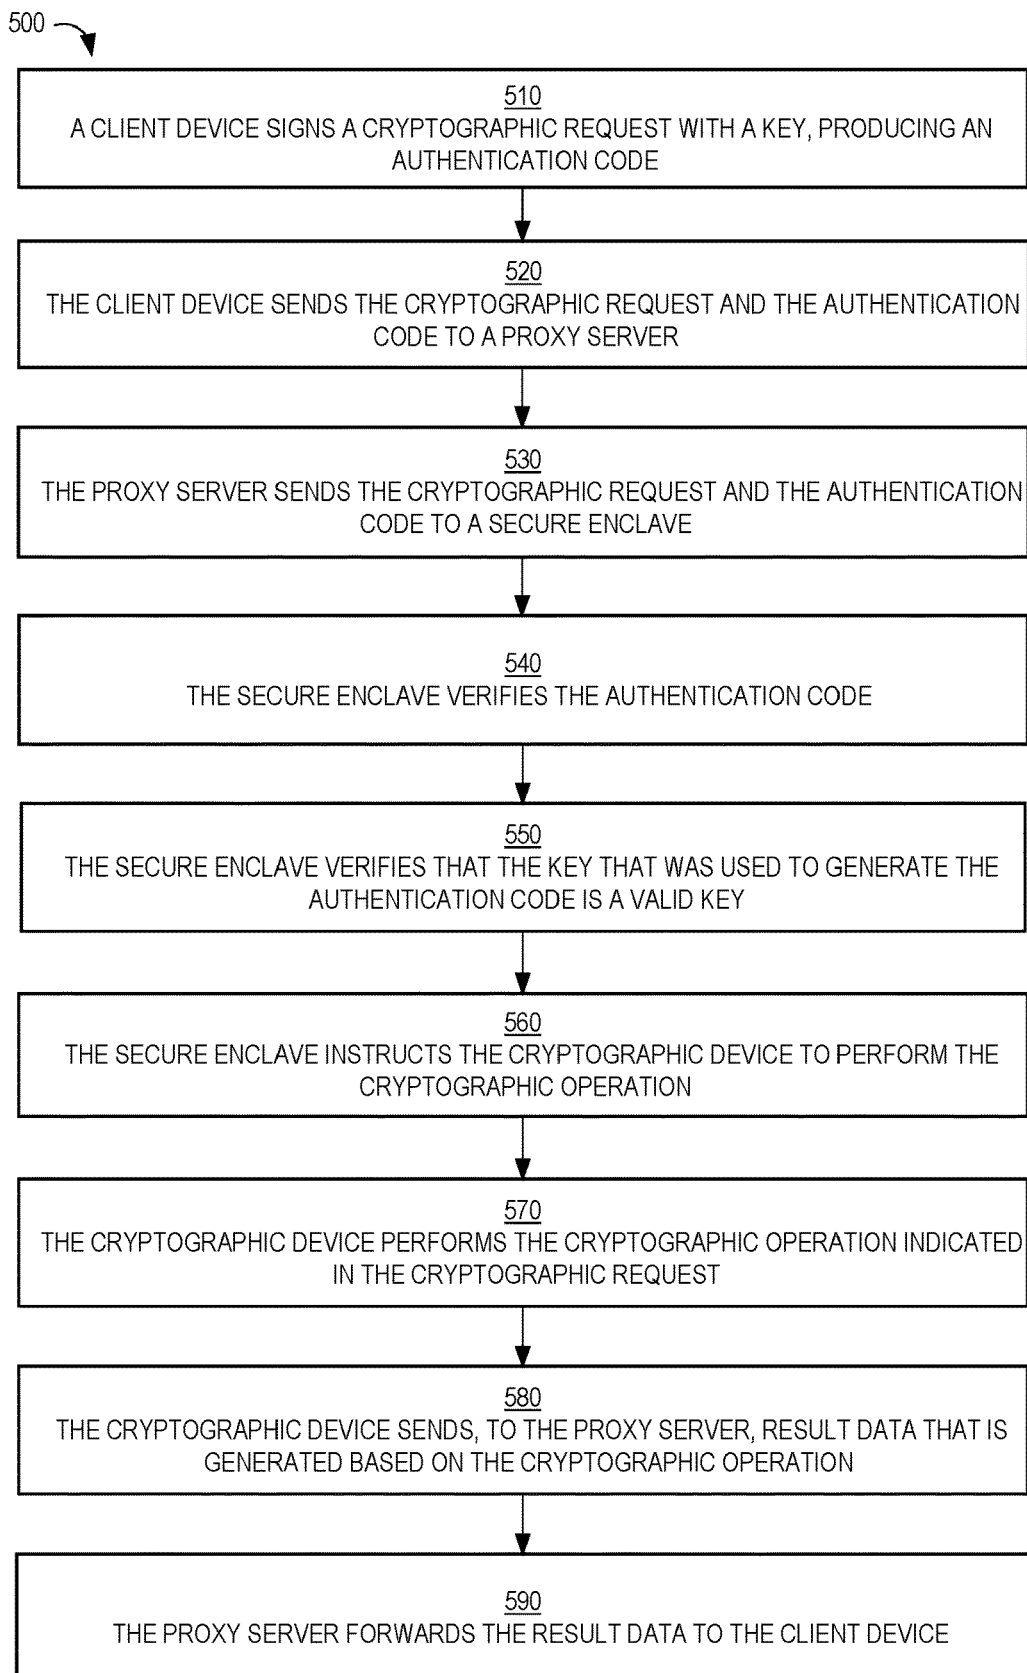 500
510
A CLIENT DEVICE SIGNS A CRYPTOGRAPHIC REQUEST WITH A KEY, PRODUCING AN
AUTHENTICATION CODE
520
THE CLIENT DEVICE SENDS THE CRYPTOGRAPHIC REQUEST AND THE AUTHENTICATION
CODE TO A PROXY SERVER
530
THE PROXY SERVER SENDS THE CRYPTOGRAPHIC REQUEST AND THE AUTHENTICATION
CODE TO A SECURE ENCLAVE
540
THE SECURE ENCLAVE VERIFIES THE AUTHENTICATION CODE
550
THE SECURE ENCLAVE VERIFIES THAT THE KEY THAT WAS USED TO GENERATE THE
AUTHENTICATION CODE IS A VALID KEY
560
THE SECURE ENCLAVE INSTRUCTS THE CRYPTOGRAPHIC DEVICE TO PERFORM THE
CRYPTOGRAPHIC OPERATION
570
THE CRYPTOGRAPHIC DEVICE PERFORMS THE CRYPTOGRAPHIC OPERATION INDICATED
IN THE CRYPTOGRAPHIC REQUEST
580
THE CRYPTOGRAPHIC DEVICE SENDS, TO THE PROXY SERVER, RESULT DATA THAT IS
GENERATED BASED ON THE CRYPTOGRAPHIC OPERATION
590
THE PROXY SERVER FORWARDS THE RESULT DATA TO THE CLIENT DEVICE